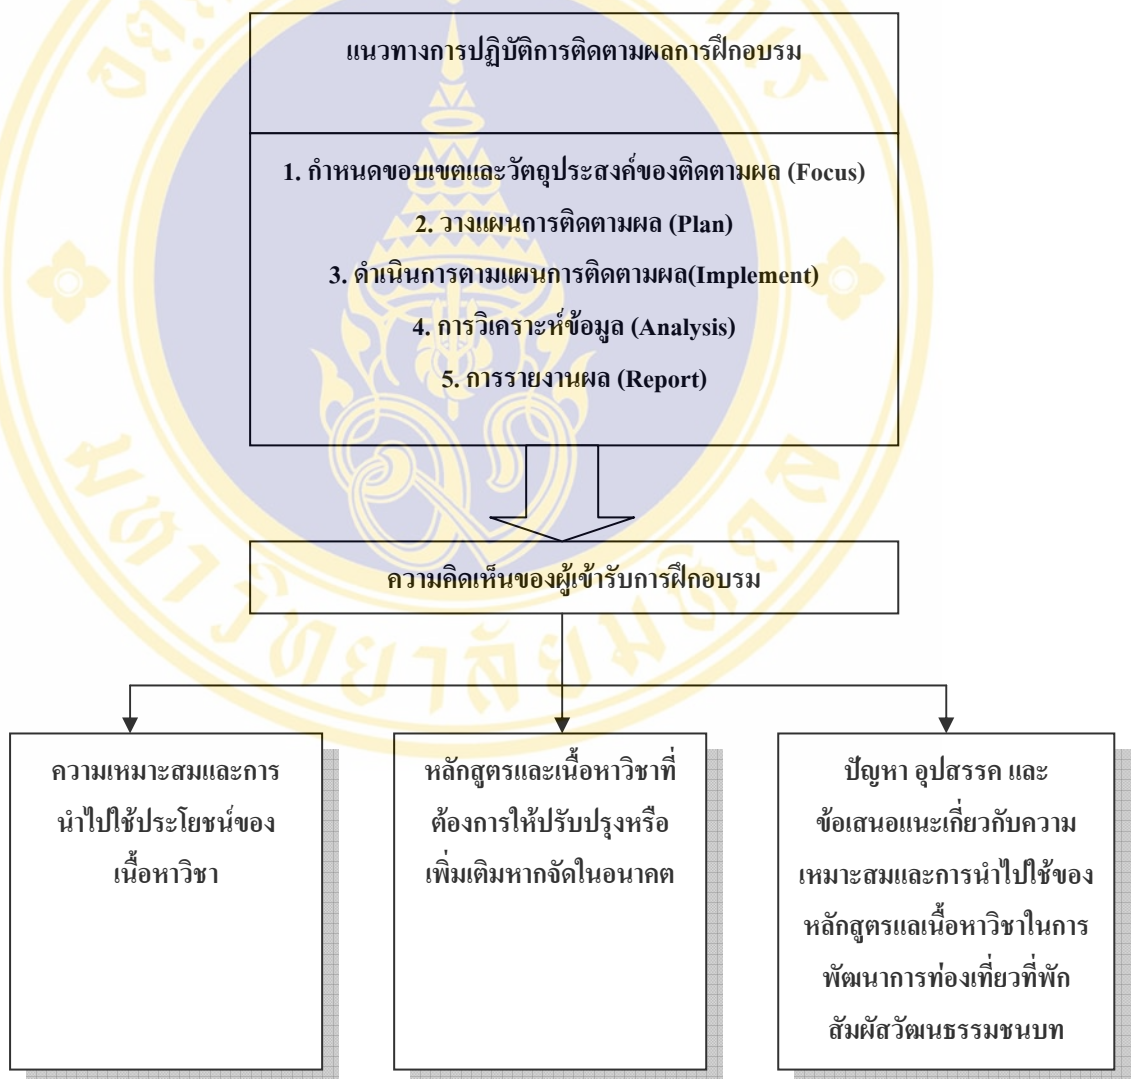 แนวทางการปฏิบัติการติดตามผลการฝึกอบรม
1. กำหนดขอบเขตและวัตถุประสงค์ของติดตามผล (Focus)
2. วางแผนการติดตามผล (Plan)
3. ดำเนินการตามแผนการติดตามผล(Implement)
4. การวิเคราะห์ข้อมูล (Analysis)
5. การรายงานผล (Report)
ความคิดเห็นของผู้เข้ารับการฝึกอบรม
ความเหมาะสมและการ
นำไปใช้ประโยชน์ของ
เนื้อหาวิชา
หลักสูตรและเนื้อหาวิชาที่
ต้องการให้ปรับปรุงหรือ
เพิ่มเติมหากจัดในอนาคต
ปัญหา อุปสรรค และ
ข้อเสนอแนะเกี่ยวกับความ
เหมาะสมและการนำไปใช้ของ
หลักสูตรแลเนื้อหาวิชาในการ
พัฒนาการท่องเที่ยวที่พัก
สัมผัสวัฒนธรรมชนบท
มหาวิทยาลัยมหิดล